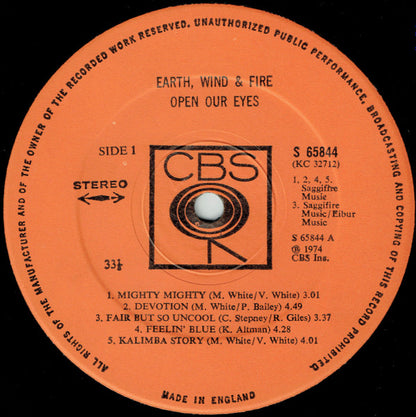 ALL RIGHTS OF THE MANUFACTURER AND OF THE OWNER OF THE RECORDED WORK RESERVED. UNAUTHORIZED PUBLIC PERFORMANCE, BROADCASTING AND COPYING OF THIS RECORD PROHIBITED.
EARTH, WIND & FIRE
OPEN OUR EYES
SIDE 1
CBS
S 65844
(KC 32712)
STEREO
1, 2, 4, 5.
Saggifire
Music
3. Sagifire
Music/Eibur
Music
S 65844 A
Ⓟ 1974
CBS Inc.
33⅓
1. MIGHTY MIGHTY (M. White/V. White) 3.01
2. DEVOTION (M. White/P. Bailey) 4.49
3. FAIR BUT SO UNCOOL (C. Stepney/R. Giles) 3.37
4. FEELIN' BLUE (K. Altman) 4.28
5. KALIMBA STORY (M. White/V. White) 4.01
MADE IN ENGLAND